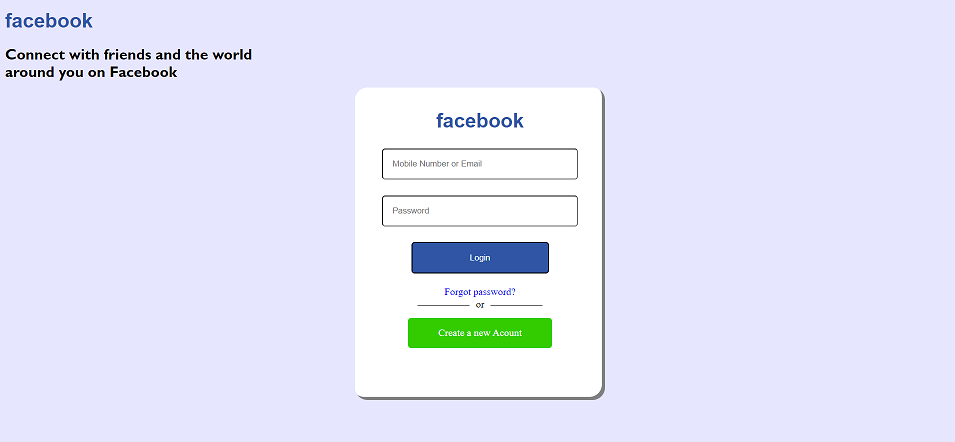 facebook
Connect with friends and the world
around you on Facebook
facebook
Mobile Number or Email
Password
Login
Forgot password?
or
Create a new Acount